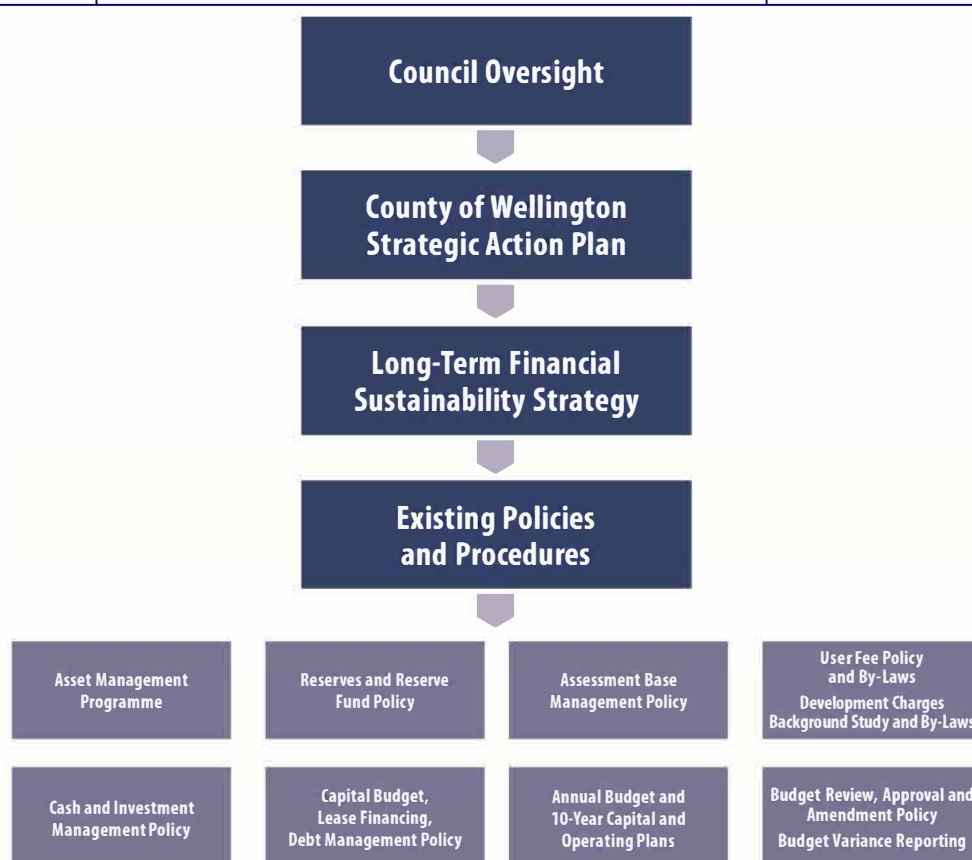 Council Oversight
County of Wellington
Strategic Action Plan
Long-Term Financial
Sustainability Strategy
Existing Policies
and Procedures
Asset Management
Programme
Reserves and Reserve
Fund Policy
Assessment Base
Management Policy
User Fee Policy
and By-Laws
Development Charges
Background Study and By-Laws
Cash and Investment
Management Policy
Capital Budget,
Lease Financing,
Debt Management Policy
Annual Budget and
10-Year Capital and
Operating Plans
Budget Review, Approval and
Amendment Policy
Budget Variance Reporting